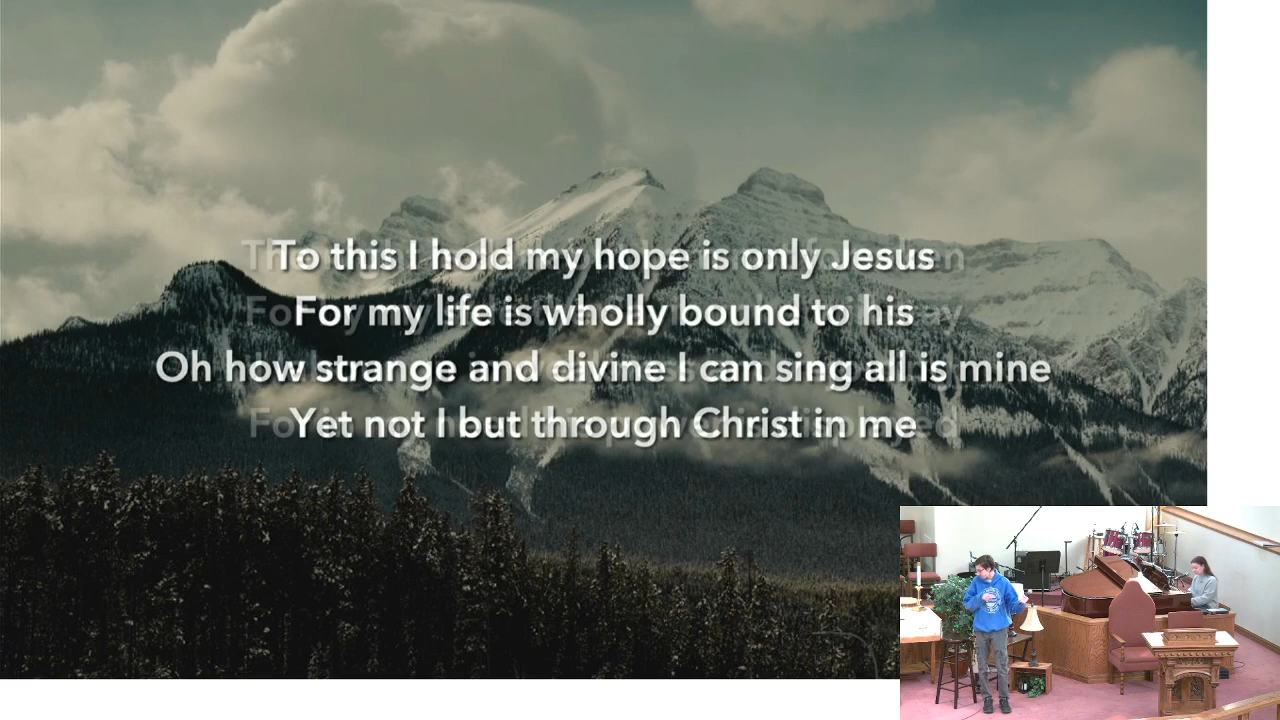 To this I hold my hope is only Jesus
For my life is wholly bound to his
Oh how strange and divine I can sing all is mine
Yet not I but through Christ in me